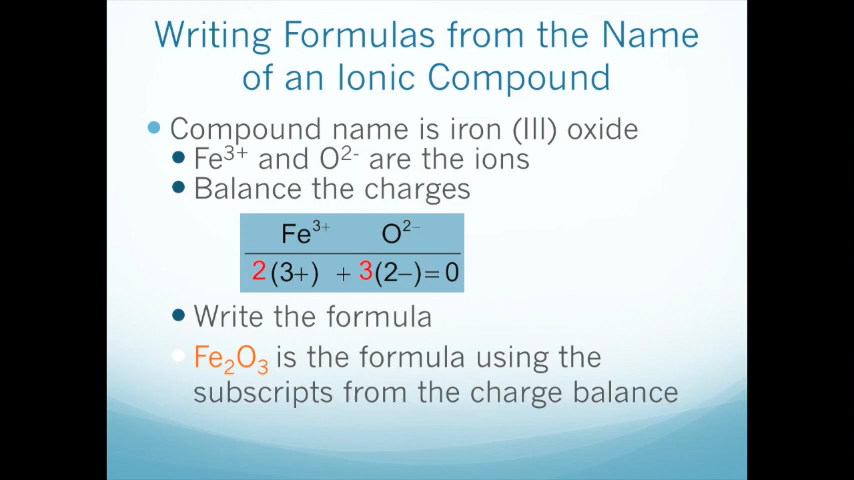 Writing Formulas from the Name
of an Ionic Compound
• Compound name is iron (III) oxide
• Fe³⁺ and O²⁻ are the ions
• Balance the charges
Fe³⁺ O²⁻
2(3+) + 3(2−)=0
• Write the formula
• Fe₂O₃ is the formula using the
subscripts from the charge balance